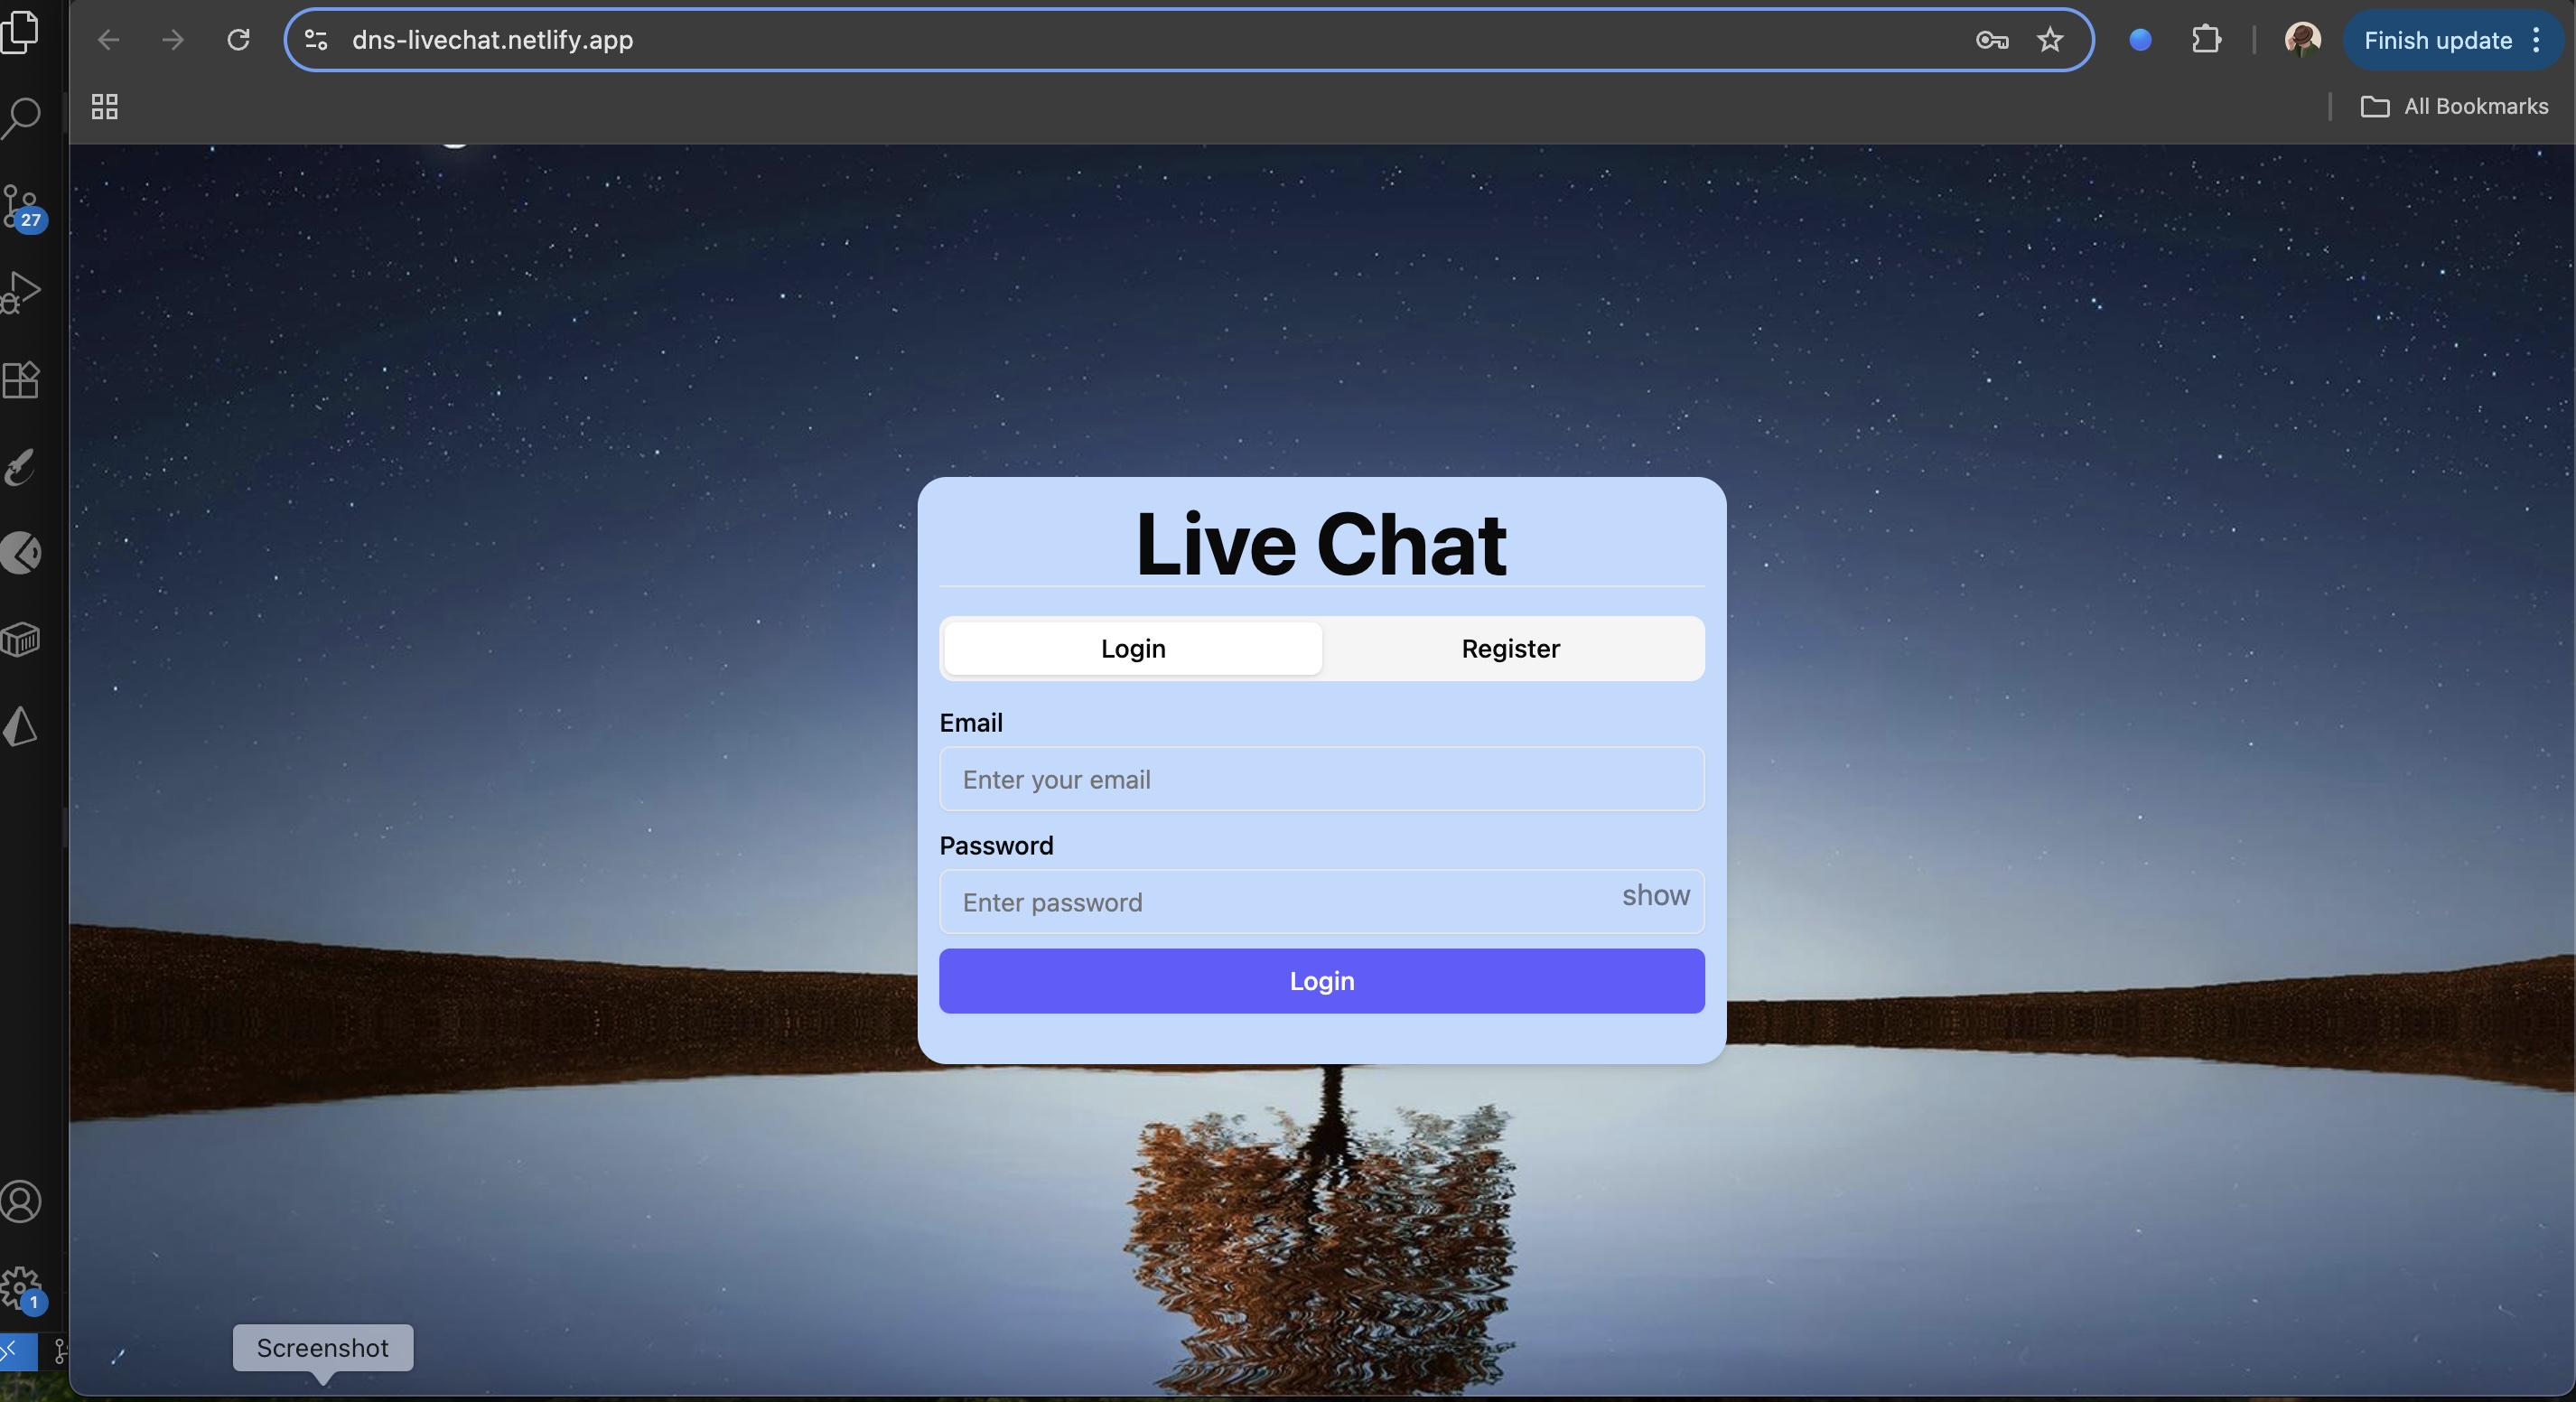 dns-livechat.netlify.app
Finish update
All Bookmarks
27
Live Chat
Login
Register
Email
Enter your email
Password
Enter password
show
Login
1
Screenshot